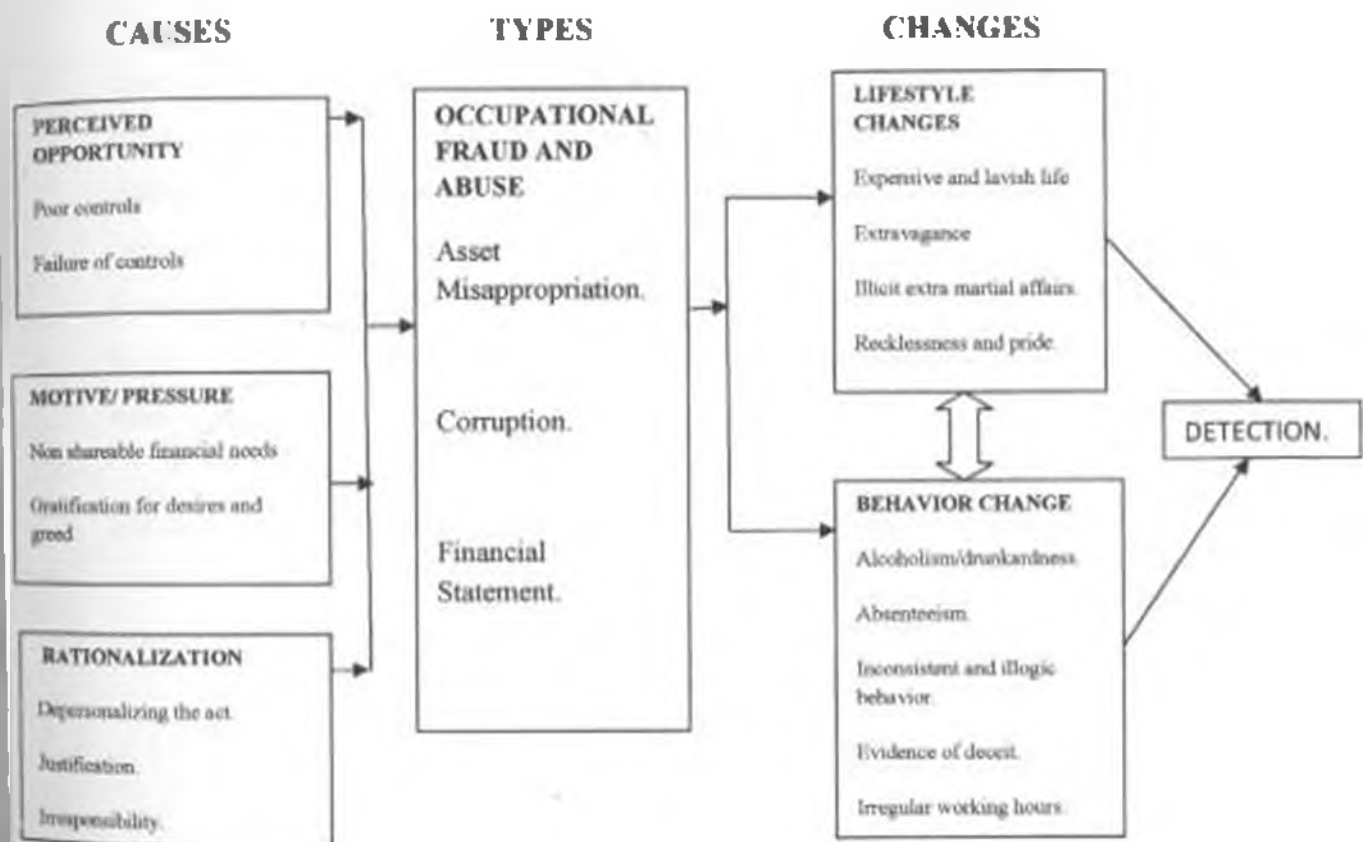 CAUSES
TYPES
CHANGES
PERCEIVED
OPPORTUNITY
Poor controls
Failure of controls
MOTIVE/ PRESSURE
Non shareable financial needs
Gratification for desires and
greed
RATIONALIZATION
Depersonalizing the act.
Justification.
Irresponsibility.
OCCUPATIONAL
FRAUD AND
ABUSE
Asset
Misappropriation.
Corruption.
Financial
Statement.
LIFESTYLE
CHANGES
Expensive and lavish life
Extravagance
Illicit extra martial affairs.
Recklessness and pride.
BEHAVIOR CHANGE
Alcoholism/drunkardness.
Absenteeism.
Inconsistent and illogic
behavior.
Evidence of deceit.
Irregular working hours.
DETECTION.